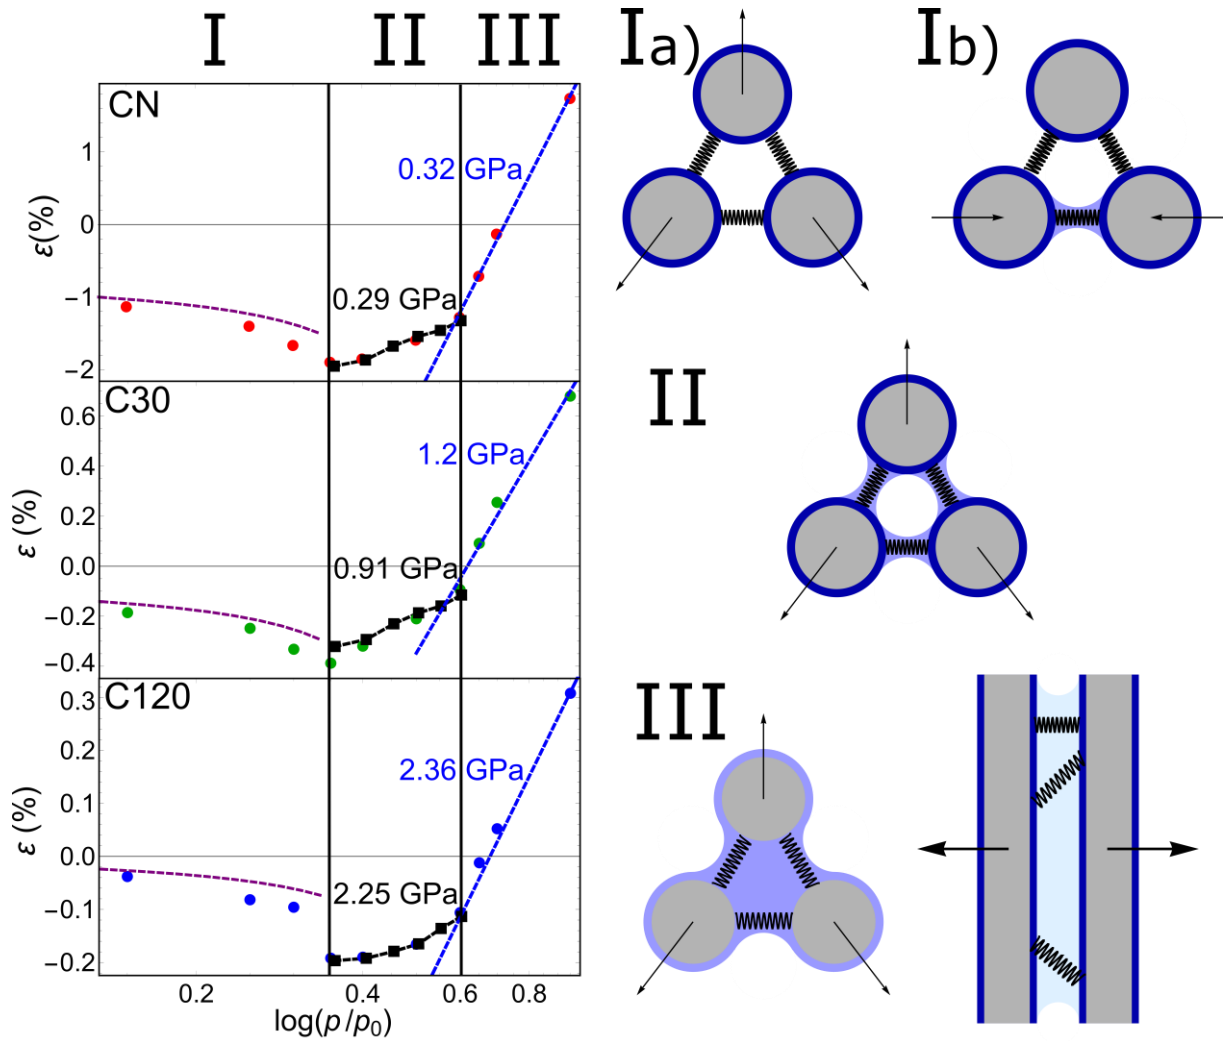 I II III
CN
ε(%)
1
0
−1
−2
0.32 GPa
0.29 GPa
C30
ε (%)
0.6
0.4
0.2
0.0
−0.2
−0.4
1.2 GPa
0.91 GPa
C120
ε (%)
0.3
0.2
0.1
0.0
−0.1
−0.2
2.36 GPa
2.25 GPa
0.2 0.4 0.6 0.8
log(p/p₀)
Ia) Ib)
II
III